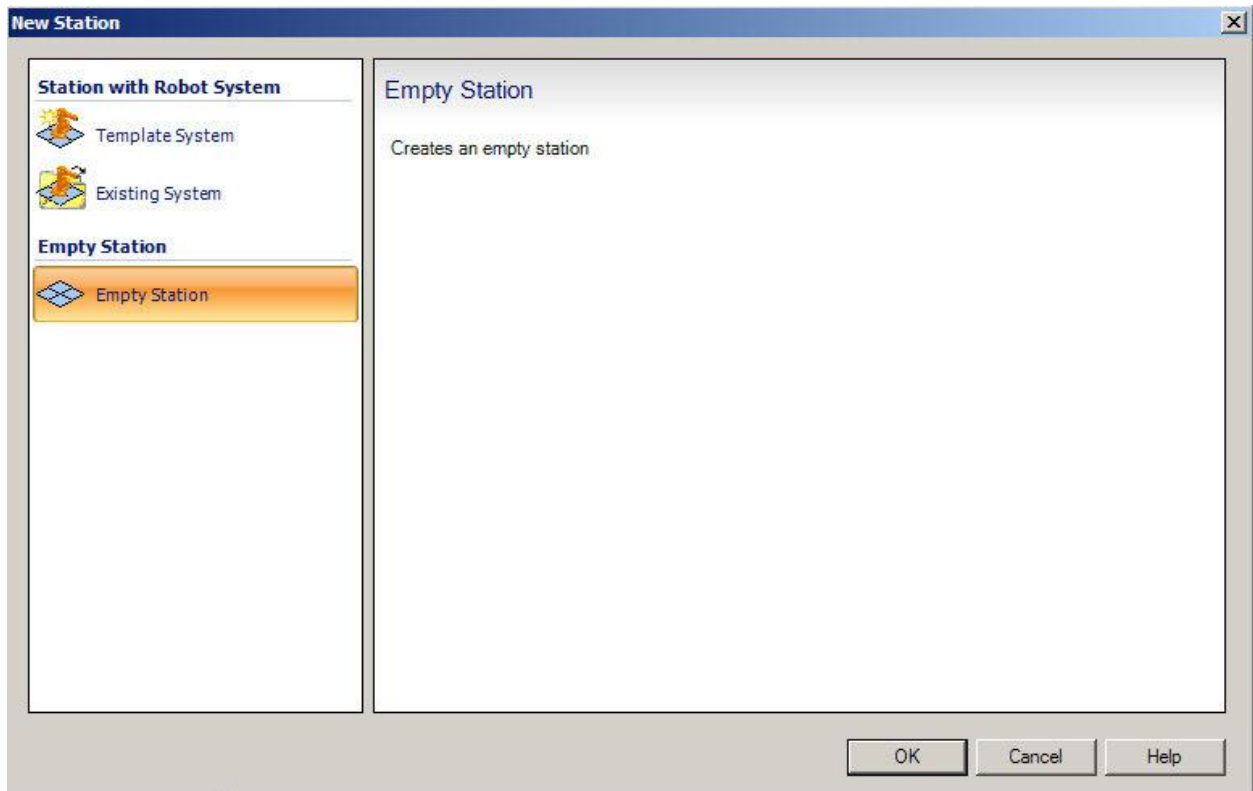 New Station
Station with Robot System
Template System
Existing System
Empty Station
Empty Station
Empty Station
Creates an empty station
OK
Cancel
Help